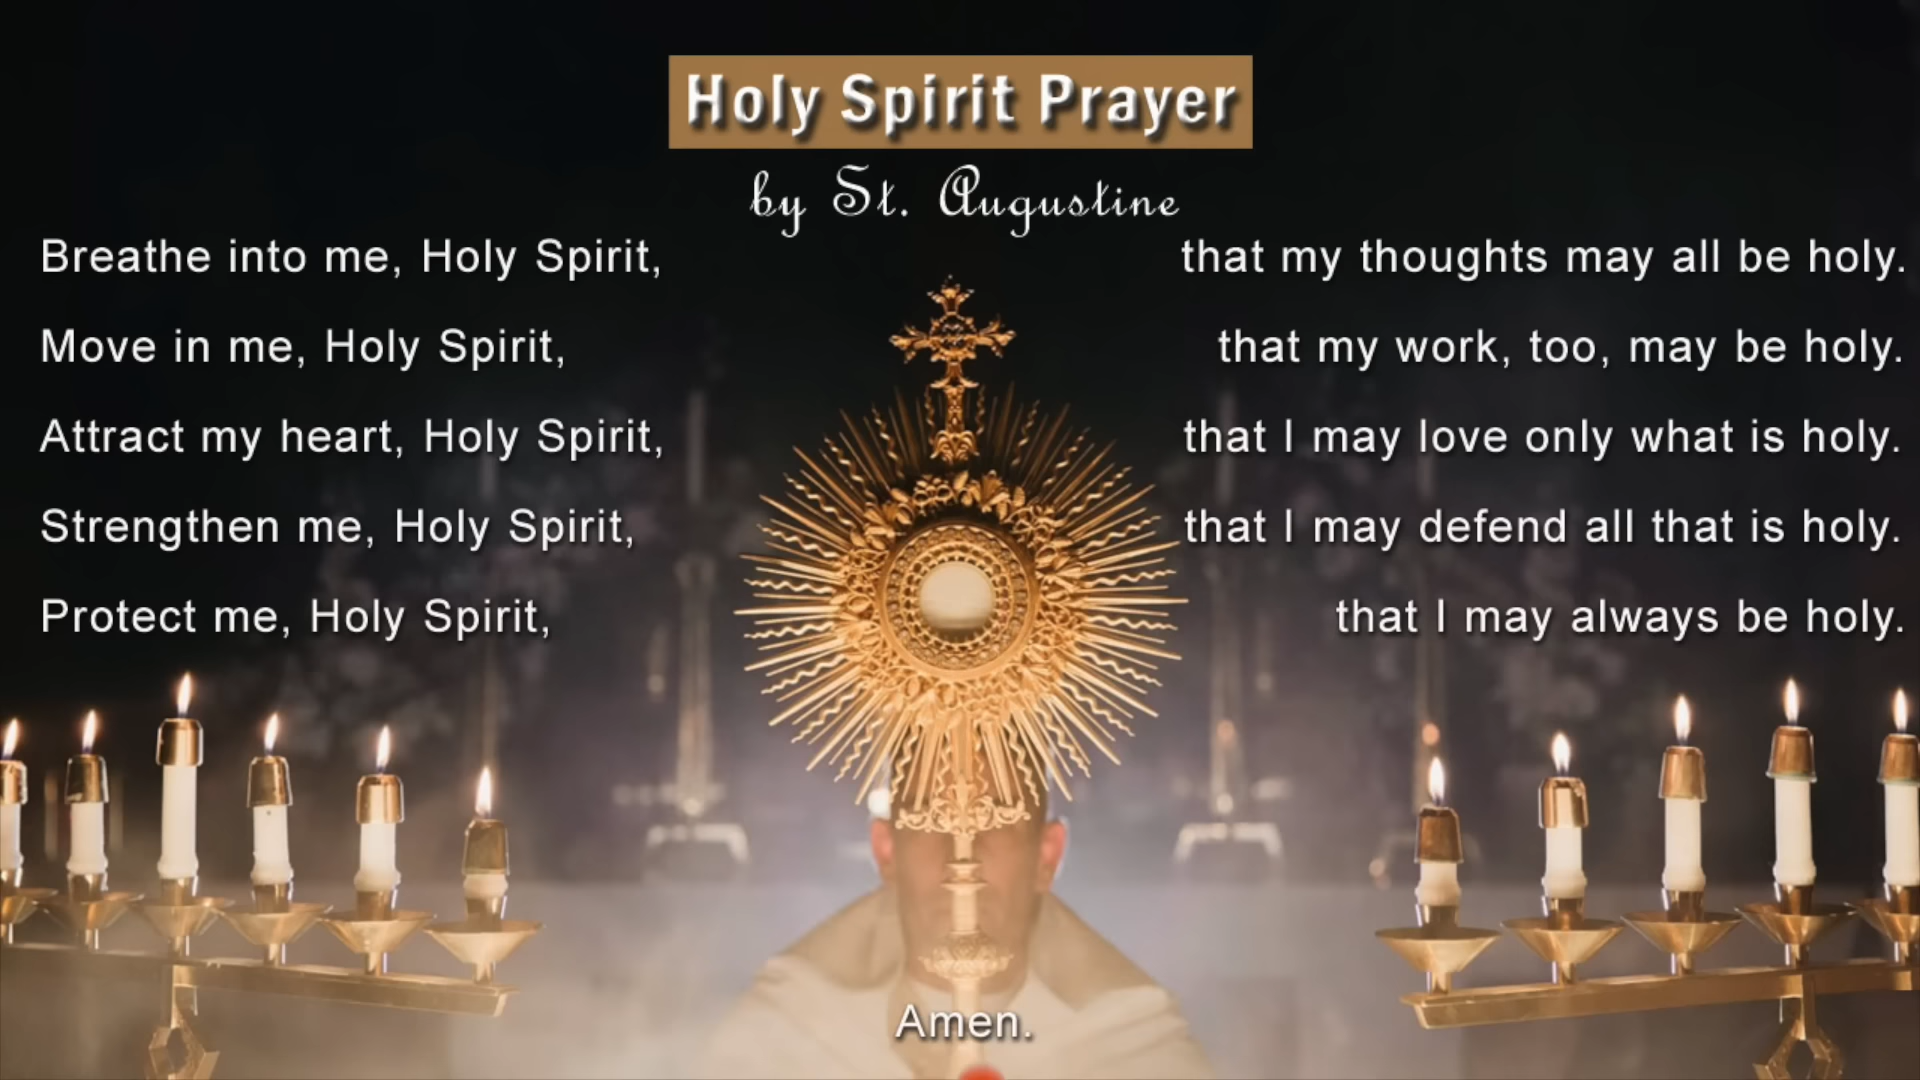 Holy Spirit Prayer
by St. Augustine
Breathe into me, Holy Spirit, that my thoughts may all be holy.
Move in me, Holy Spirit, that my work, too, may be holy.
Attract my heart, Holy Spirit, that I may love only what is holy.
Strengthen me, Holy Spirit, that I may defend all that is holy.
Protect me, Holy Spirit, that I may always be holy.
Amen.